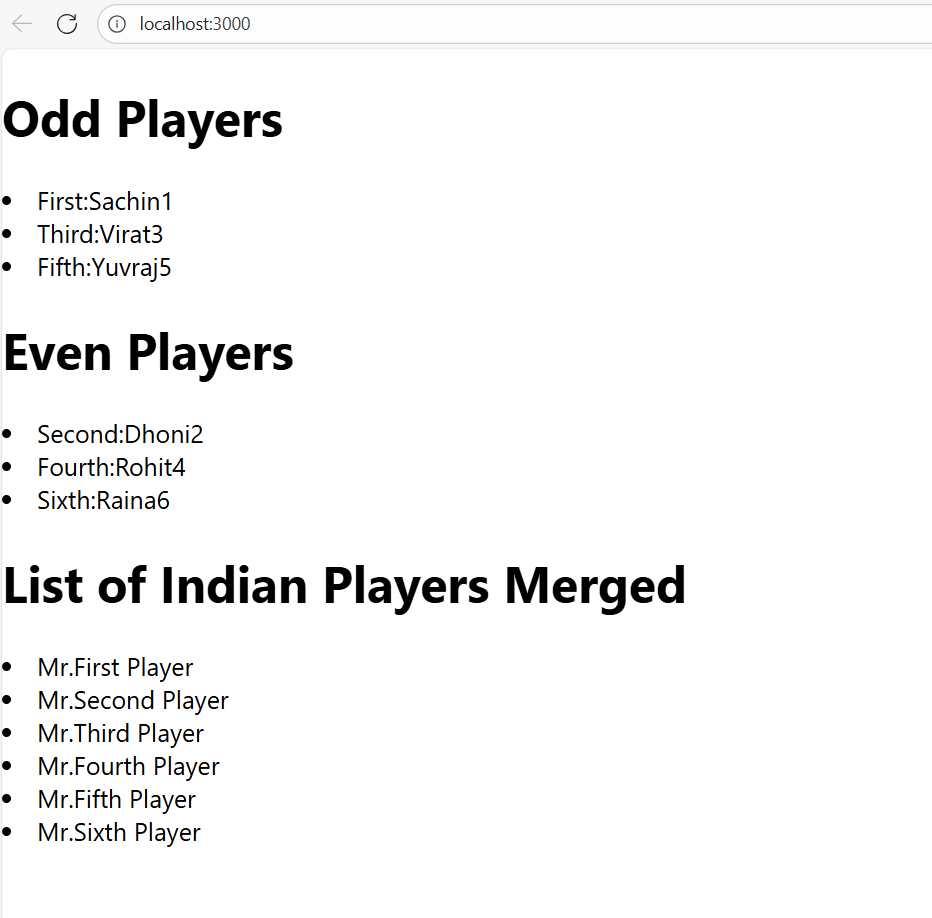 localhost:3000
Odd Players
First:Sachin1
Third:Virat3
Fifth:Yuvraj5
Even Players
Second:Dhoni2
Fourth:Rohit4
Sixth:Raina6
List of Indian Players Merged
Mr.First Player
Mr.Second Player
Mr.Third Player
Mr.Fourth Player
Mr.Fifth Player
Mr.Sixth Player